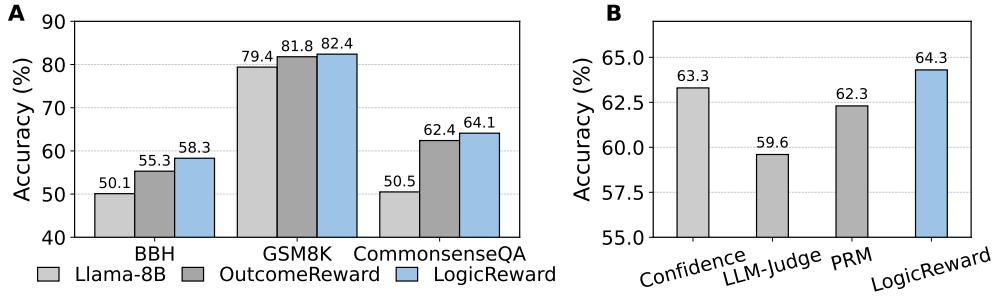 A
Accuracy (%)
90
80
70
60
50
40
50.1
55.3
58.3
79.4
81.8
82.4
50.5
62.4
64.1
BBH
GSM8K
CommonsenseQA
Llama-8B
OutcomeReward
LogicReward
B
Accuracy (%)
65.0
62.5
60.0
57.5
55.0
63.3
59.6
62.3
64.3
Confidence
LLM-Judge
PRM
LogicReward